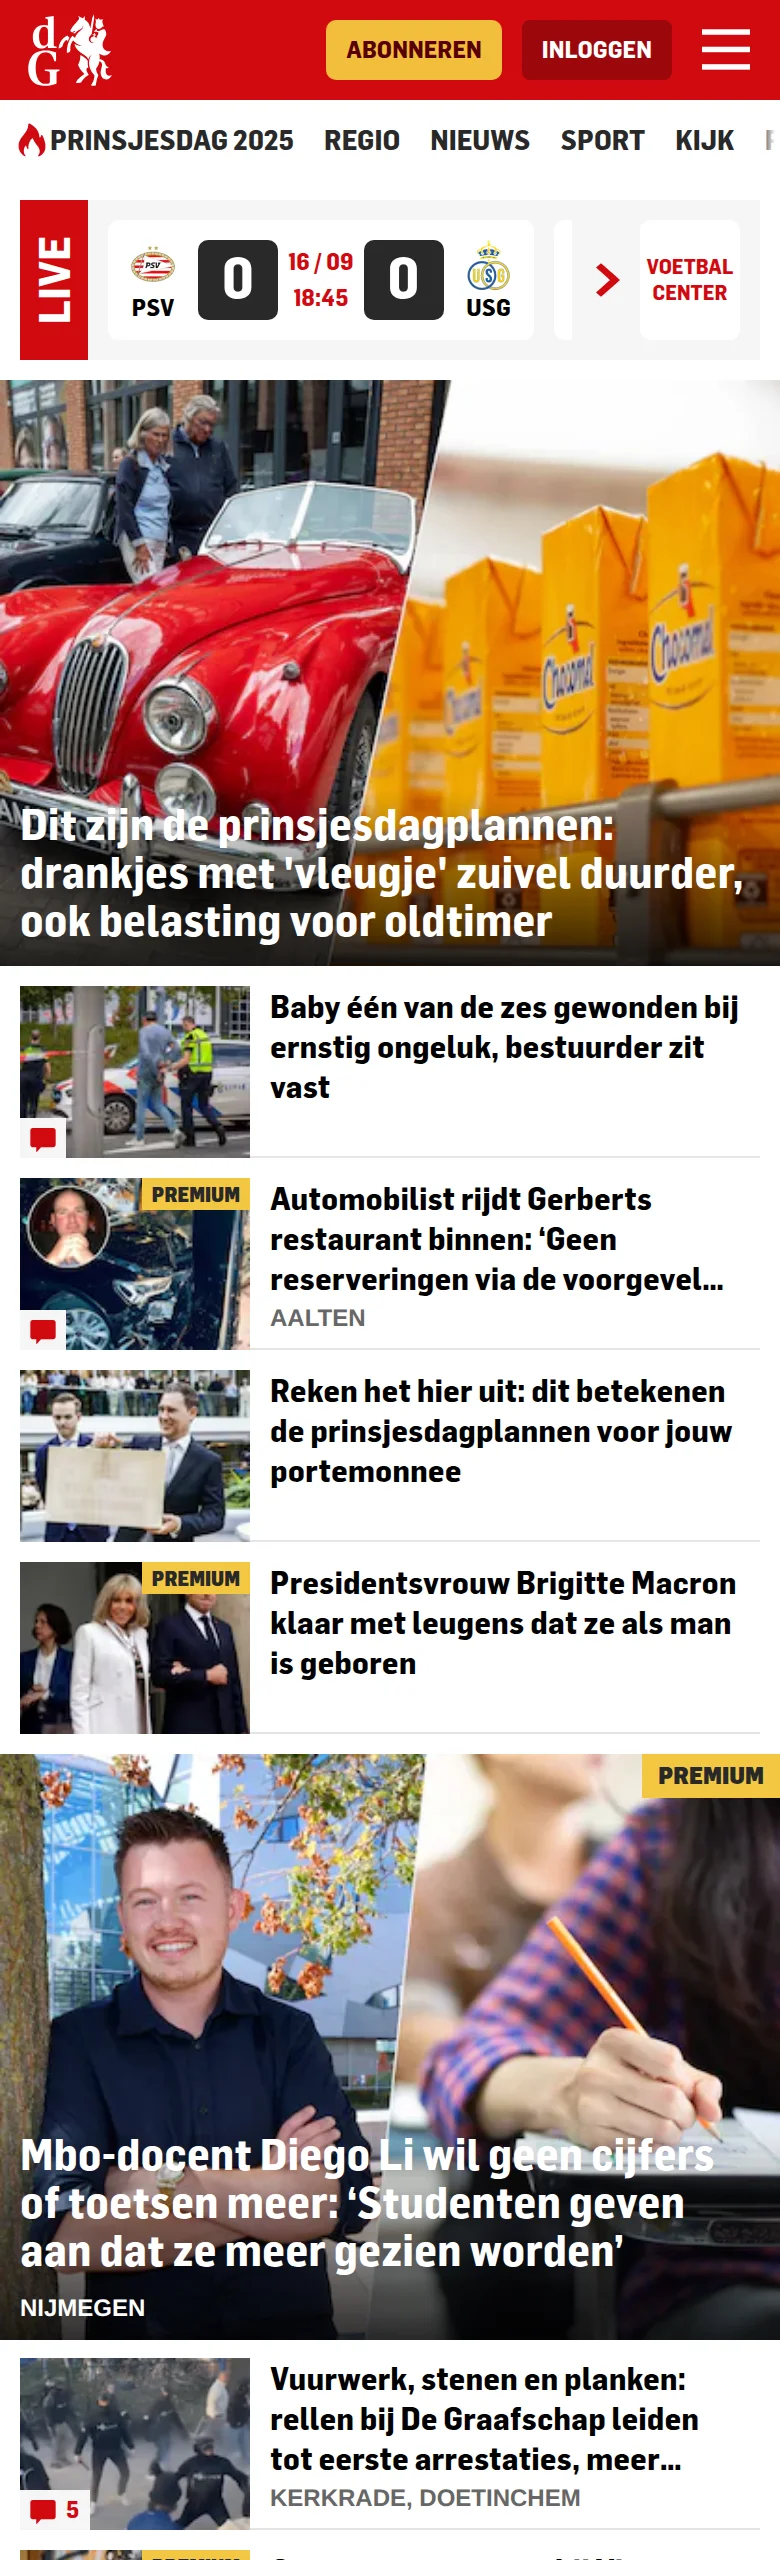 dG
ABONNEREN
INLOGGEN
PRINSJESDAG 2025
REGIO
NIEUWS
SPORT
KIJK
LIVE
PSV
PSV
0
16 / 09
18:45
0
USG
USG
VOETBAL
CENTER
Chocomel
Chocomel
Chocomel
Dit zijn de prinsjesdagplannen:
drankjes met 'vleugje' zuivel duurder,
ook belasting voor oldtimer
Baby één van de zes gewonden bij
ernstig ongeluk, bestuurder zit
vast
PREMIUM
Automobilist rijdt Gerberts
restaurant binnen: ‘Geen
reserveringen via de voorgevel...
AALTEN
Reken het hier uit: dit betekenen
de prinsjesdagplannen voor jouw
portemonnee
PREMIUM
Presidentsvrouw Brigitte Macron
klaar met leugens dat ze als man
is geboren
PREMIUM
Mbo-docent Diego Li wil geen cijfers
of toetsen meer: ‘Studenten geven
aan dat ze meer gezien worden’
NIJMEGEN
Vuurwerk, stenen en planken:
rellen bij De Graafschap leiden
tot eerste arrestaties, meer...
KERKRADE, DOETINCHEM
5